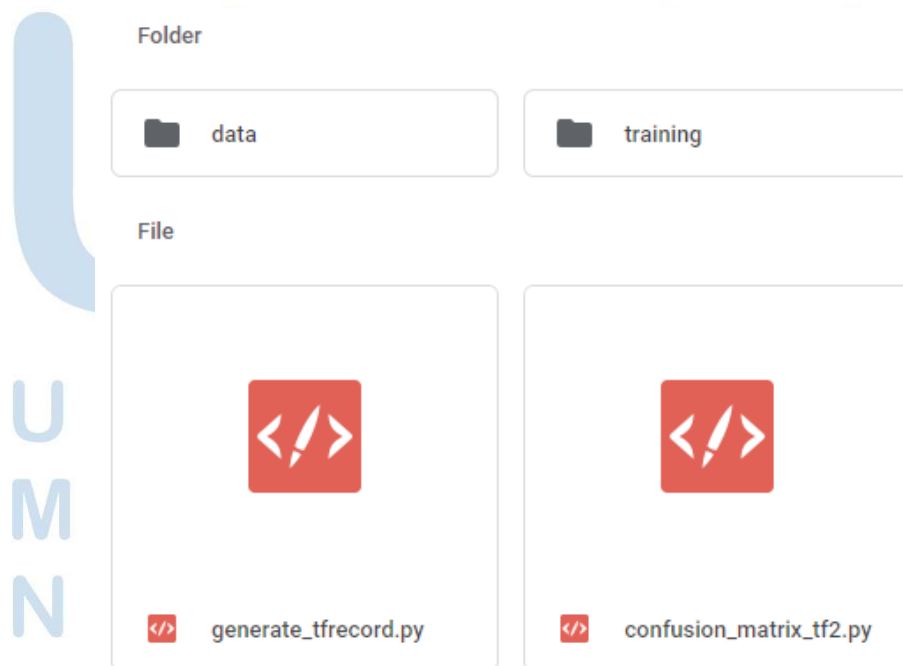 Folder
data
training
File
U
M
N
generate_tfrecord.py
confusion_matrix_tf2.py